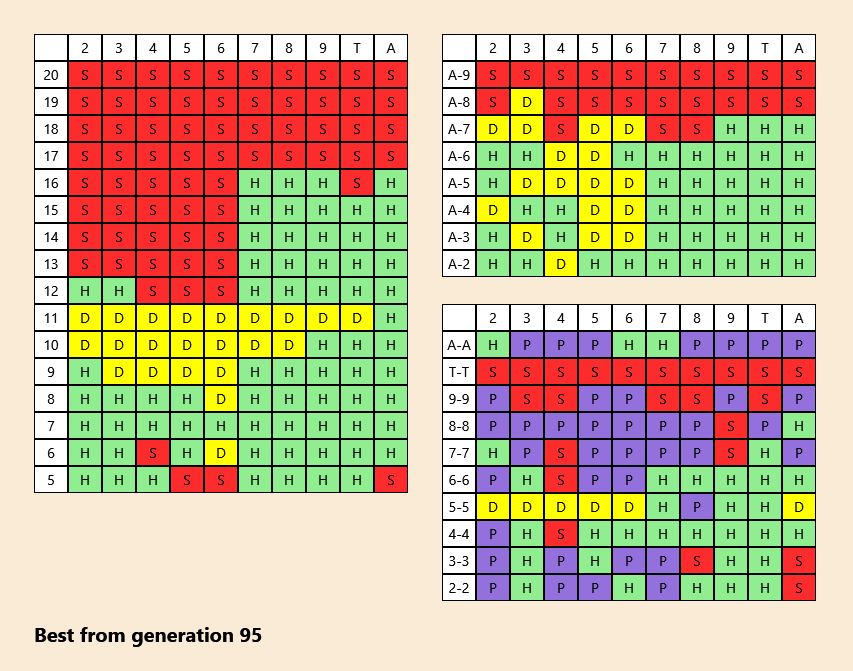 2 3 4 5 6 7 8 9 T A
20 S S S S S S S S S S
19 S S S S S S S S S S
18 S S S S S S S S S S
17 S S S S S S S S S S
16 S S S S S H H H S H
15 S S S S S H H H H H
14 S S S S S H H H H H
13 S S S S S H H H H H
12 H H S S S H H H H H
11 D D D D D D D D D H
10 D D D D D D D H H H
9 H D D D D H H H H H
8 H H H H D H H H H H
7 H H H H H H H H H H
6 H H S H D H H H H H
5 H H H S S H H H H S
2 3 4 5 6 7 8 9 T A
A-9 S S S S S S S S S S
A-8 S D S S S S S S S S
A-7 D D S D D S S H H H
A-6 H H D D H H H H H H
A-5 H D D D D H H H H H
A-4 D H H D D H H H H H
A-3 H D H D D H H H H H
A-2 H H D H H H H H H H
2 3 4 5 6 7 8 9 T A
A-A H P P P H H P P P P
T-T S S S S S S S S S S
9-9 P S S P P S S P S P
8-8 P P P P P P P S P H
7-7 H P S P P P P S H P
6-6 P H S P P H H H H H
5-5 D D D D D H P H H D
4-4 P H S H H H H H H H
3-3 P H P H P P S H H S
2-2 P H P P H P H H H S
Best from generation 95